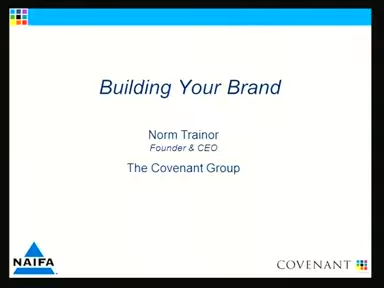 Building Your Brand
Norm Trainor
Founder & CEO
The Covenant Group
NAIFA
COVENANT